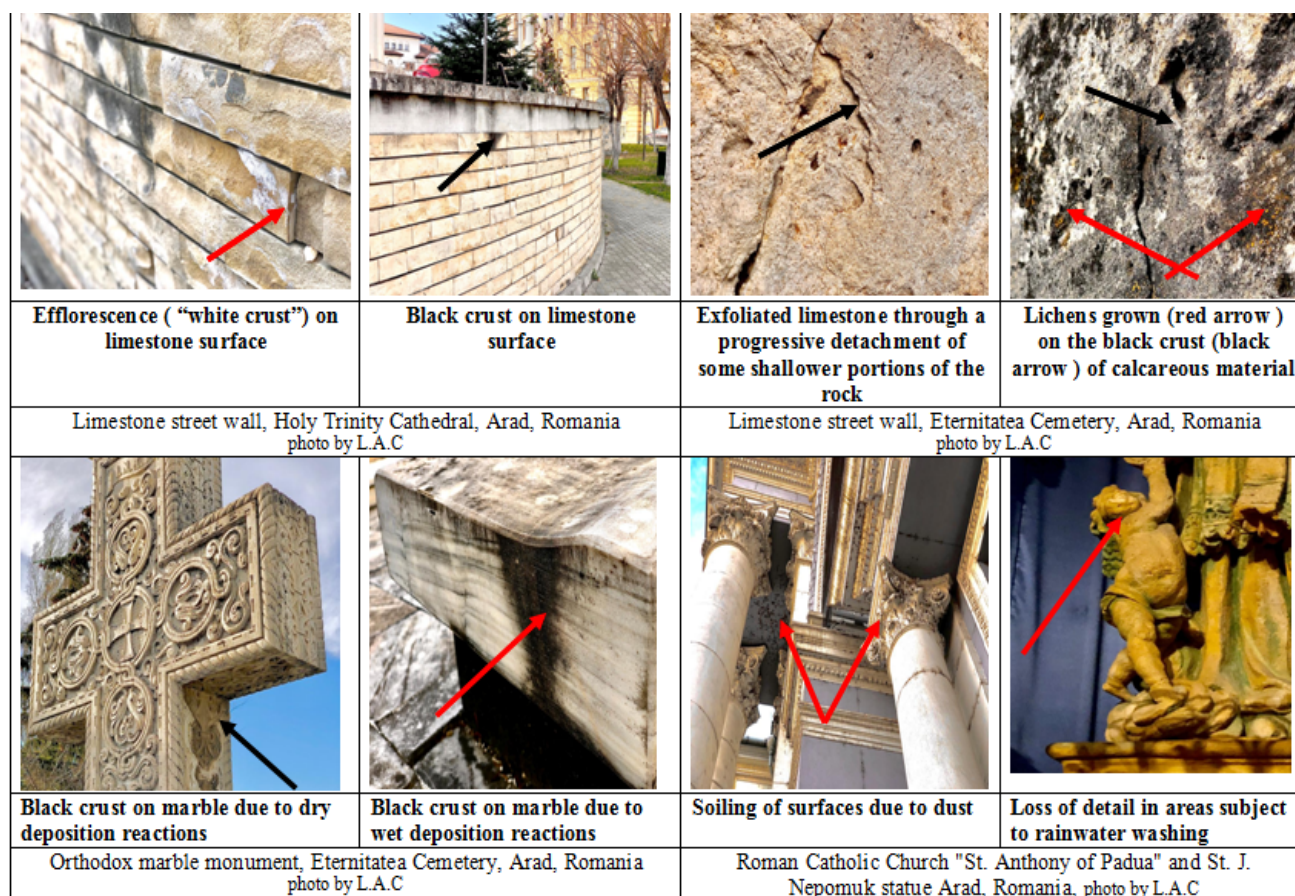 Efflorescence ( “white crust”) on
limestone surface
Black crust on limestone
surface
Exfoliated limestone through a
progressive detachment of
some shallower portions of the
rock
Lichens grown (red arrow )
on the black crust (black
arrow ) of calcareous material
Limestone street wall, Holy Trinity Cathedral, Arad, Romania
photo by L.A.C
Limestone street wall, Eternitatea Cemetery, Arad, Romania
photo by L.A.C
Black crust on marble due to dry
deposition reactions
Black crust on marble due to
wet deposition reactions
Soiling of surfaces due to dust
Loss of detail in areas subject
to rainwater washing
Orthodox marble monument, Eternitatea Cemetery, Arad, Romania
photo by L.A.C
Roman Catholic Church "St. Anthony of Padua" and St. J.
Nepomuk statue Arad, Romania, photo by L.A.C